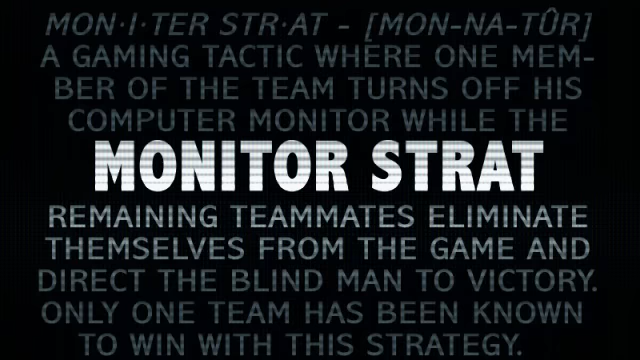 MON·I·TER STR·AT - [MON-NA-TÛR]
A GAMING TACTIC WHERE ONE MEM-
BER OF THE TEAM TURNS OFF HIS
COMPUTER MONITOR WHILE THE
MONITOR STRAT
REMAINING TEAMMATES ELIMINATE
THEMSELVES FROM THE GAME AND
DIRECT THE BLIND MAN TO VICTORY.
ONLY ONE TEAM HAS BEEN KNOWN
TO WIN WITH THIS STRATEGY.